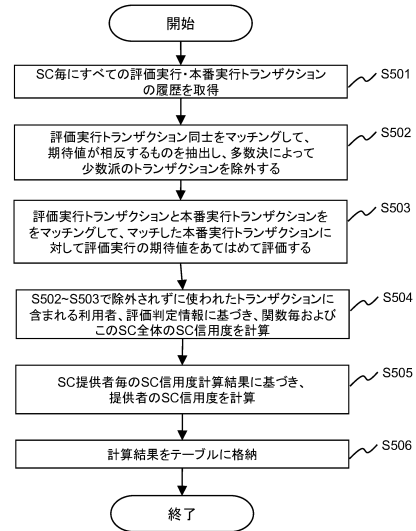 開始
SC毎にすべての評価実行・本番実行トランザクション
の履歴を取得
S501
評価実行トランザクション同士をマッチングして、
期待値が相反するものを抽出し、多数決によって
少数派のトランザクションを除外する
S502
評価実行トランザクションと本番実行トランザクションを
をマッチングして、マッチした本番実行トランザクションに
対して評価実行の期待値をあてはめて評価する
S503
S502~S503で除外されずに使われたトランザクションに
含まれる利用者、評価判定情報に基づき、関数毎および
このSC全体のSC信用度を計算
S504
SC提供者毎のSC信用度計算結果に基づき、
提供者のSC信用度を計算
S505
計算結果をテーブルに格納
S506
終了